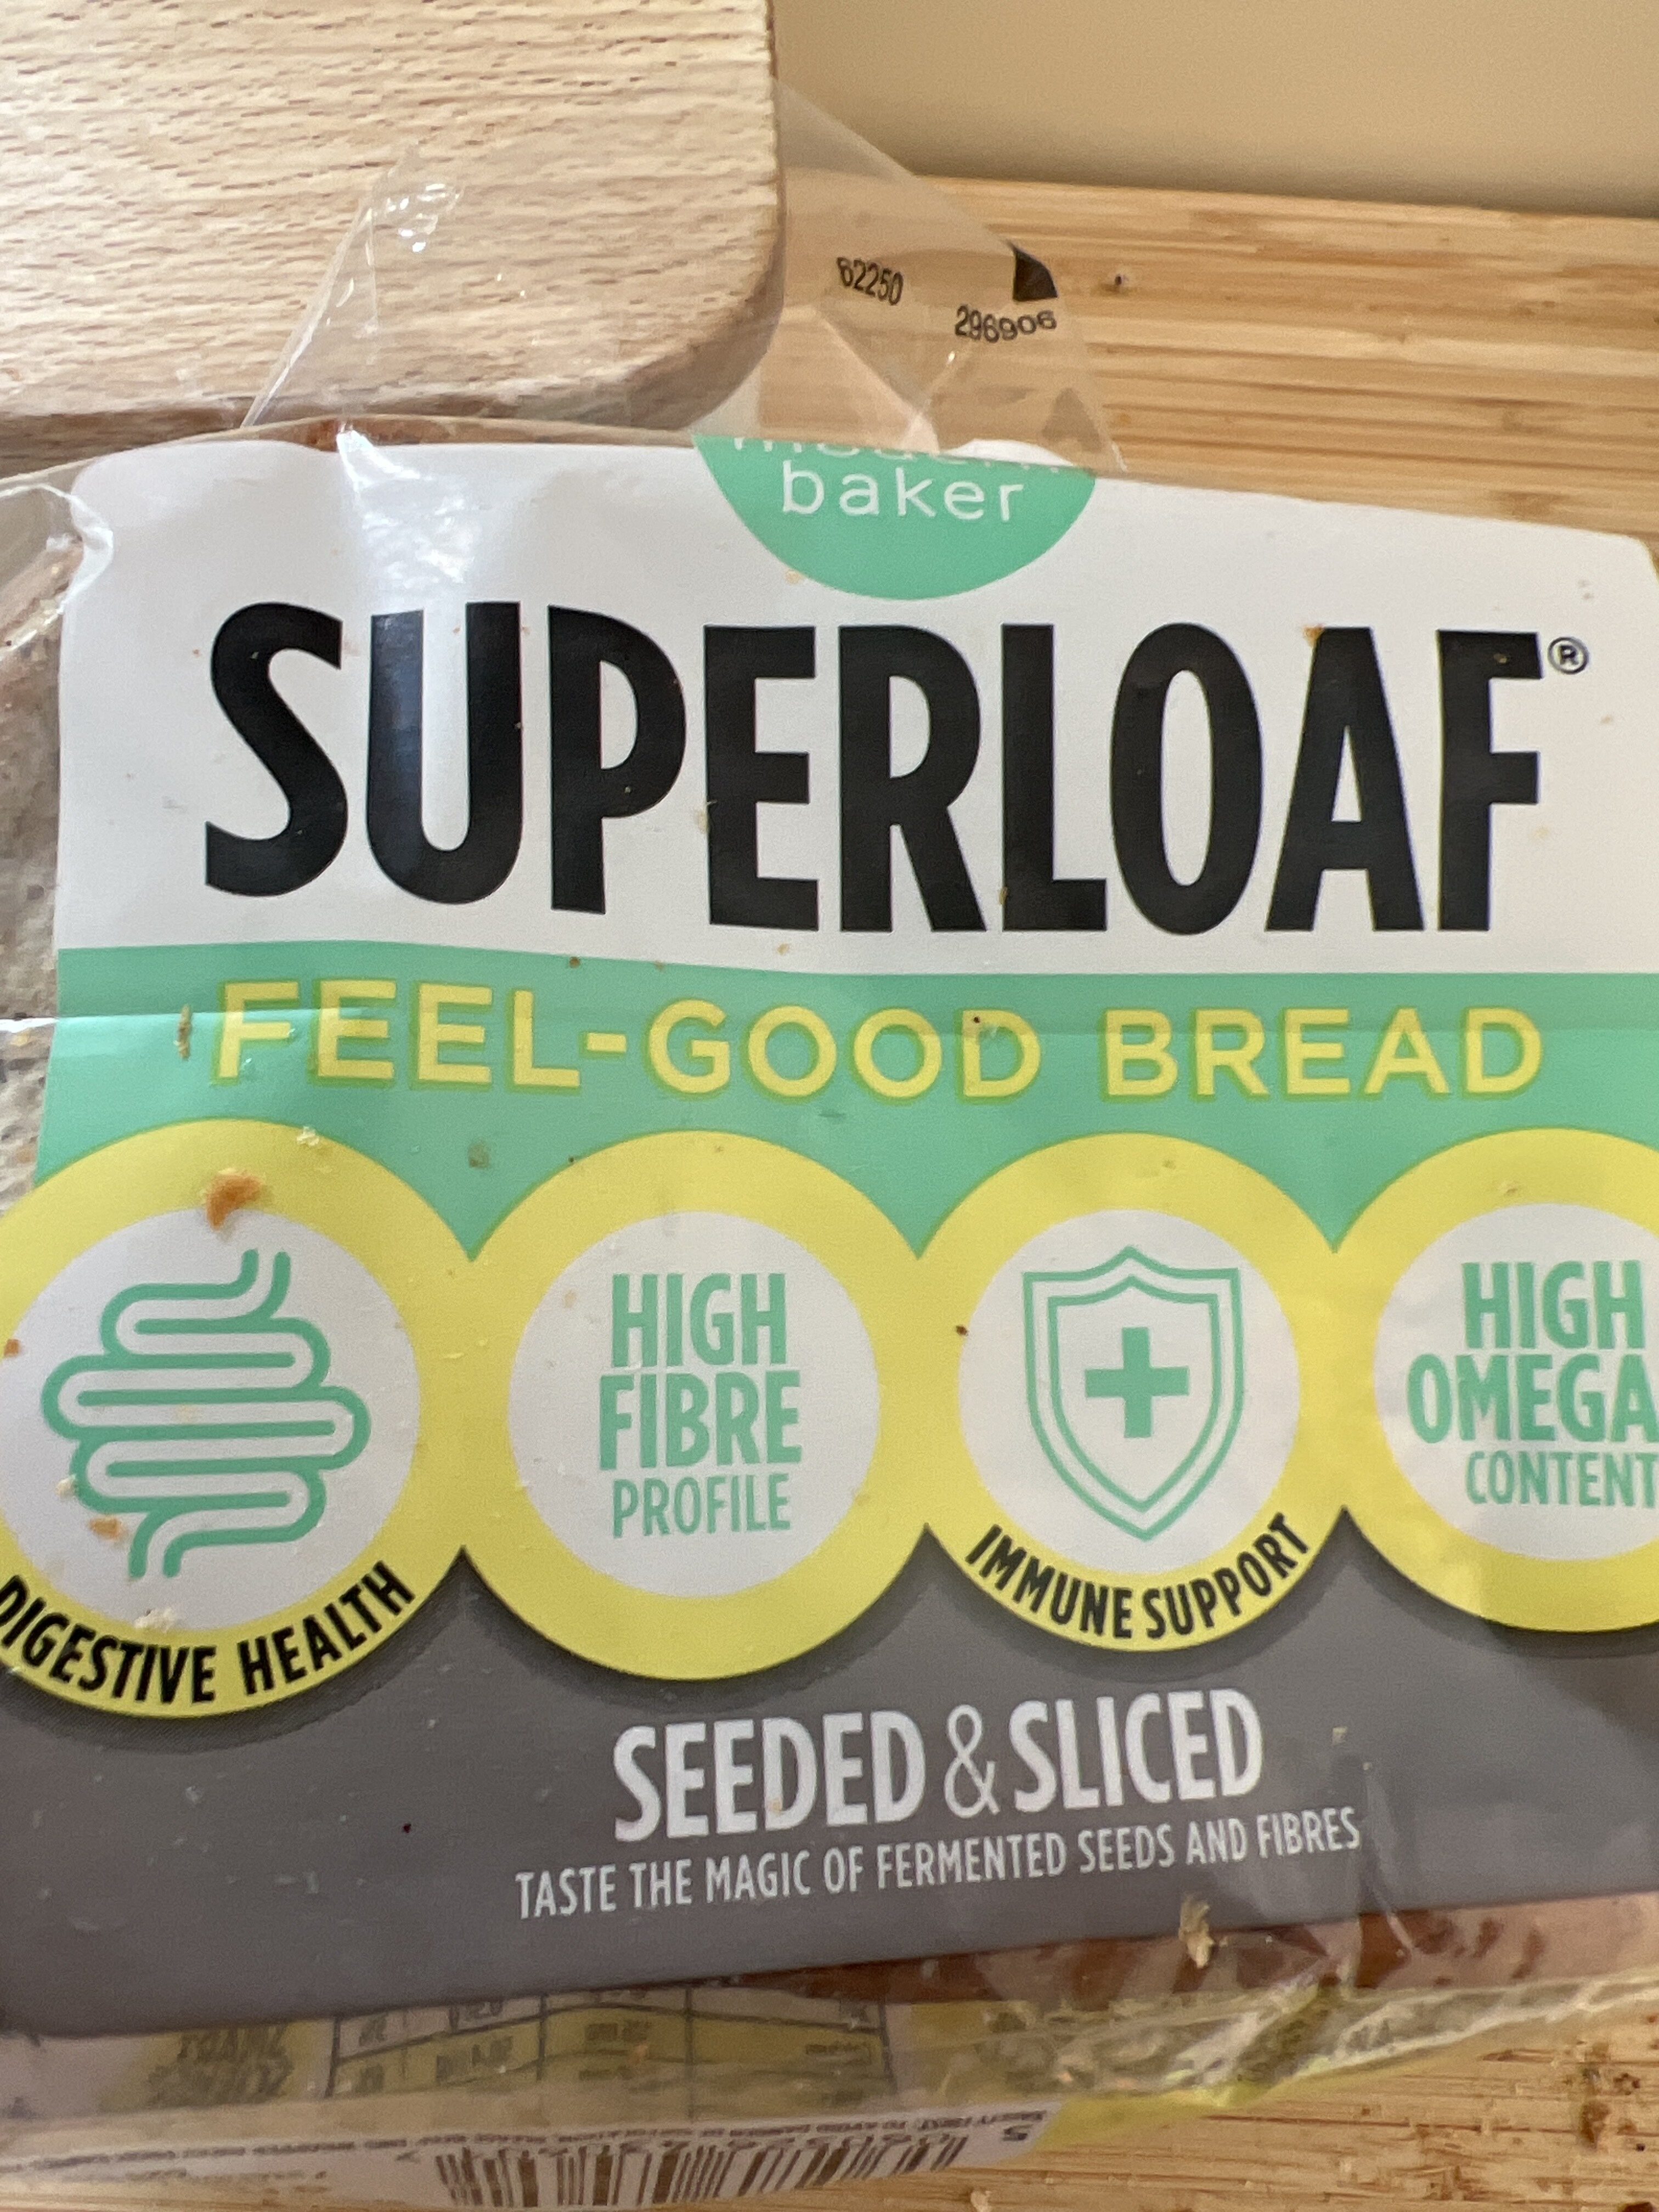 62250
296906
modern
baker
SUPERLOAF®
FEEL-GOOD BREAD
HIGH
FIBRE
PROFILE
HIGH
OMEGA
CONTENT
DIGESTIVE HEALTH
IMMUNE SUPPORT
SEEDED & SLICED
TASTE THE MAGIC OF FERMENTED SEEDS AND FIBRES